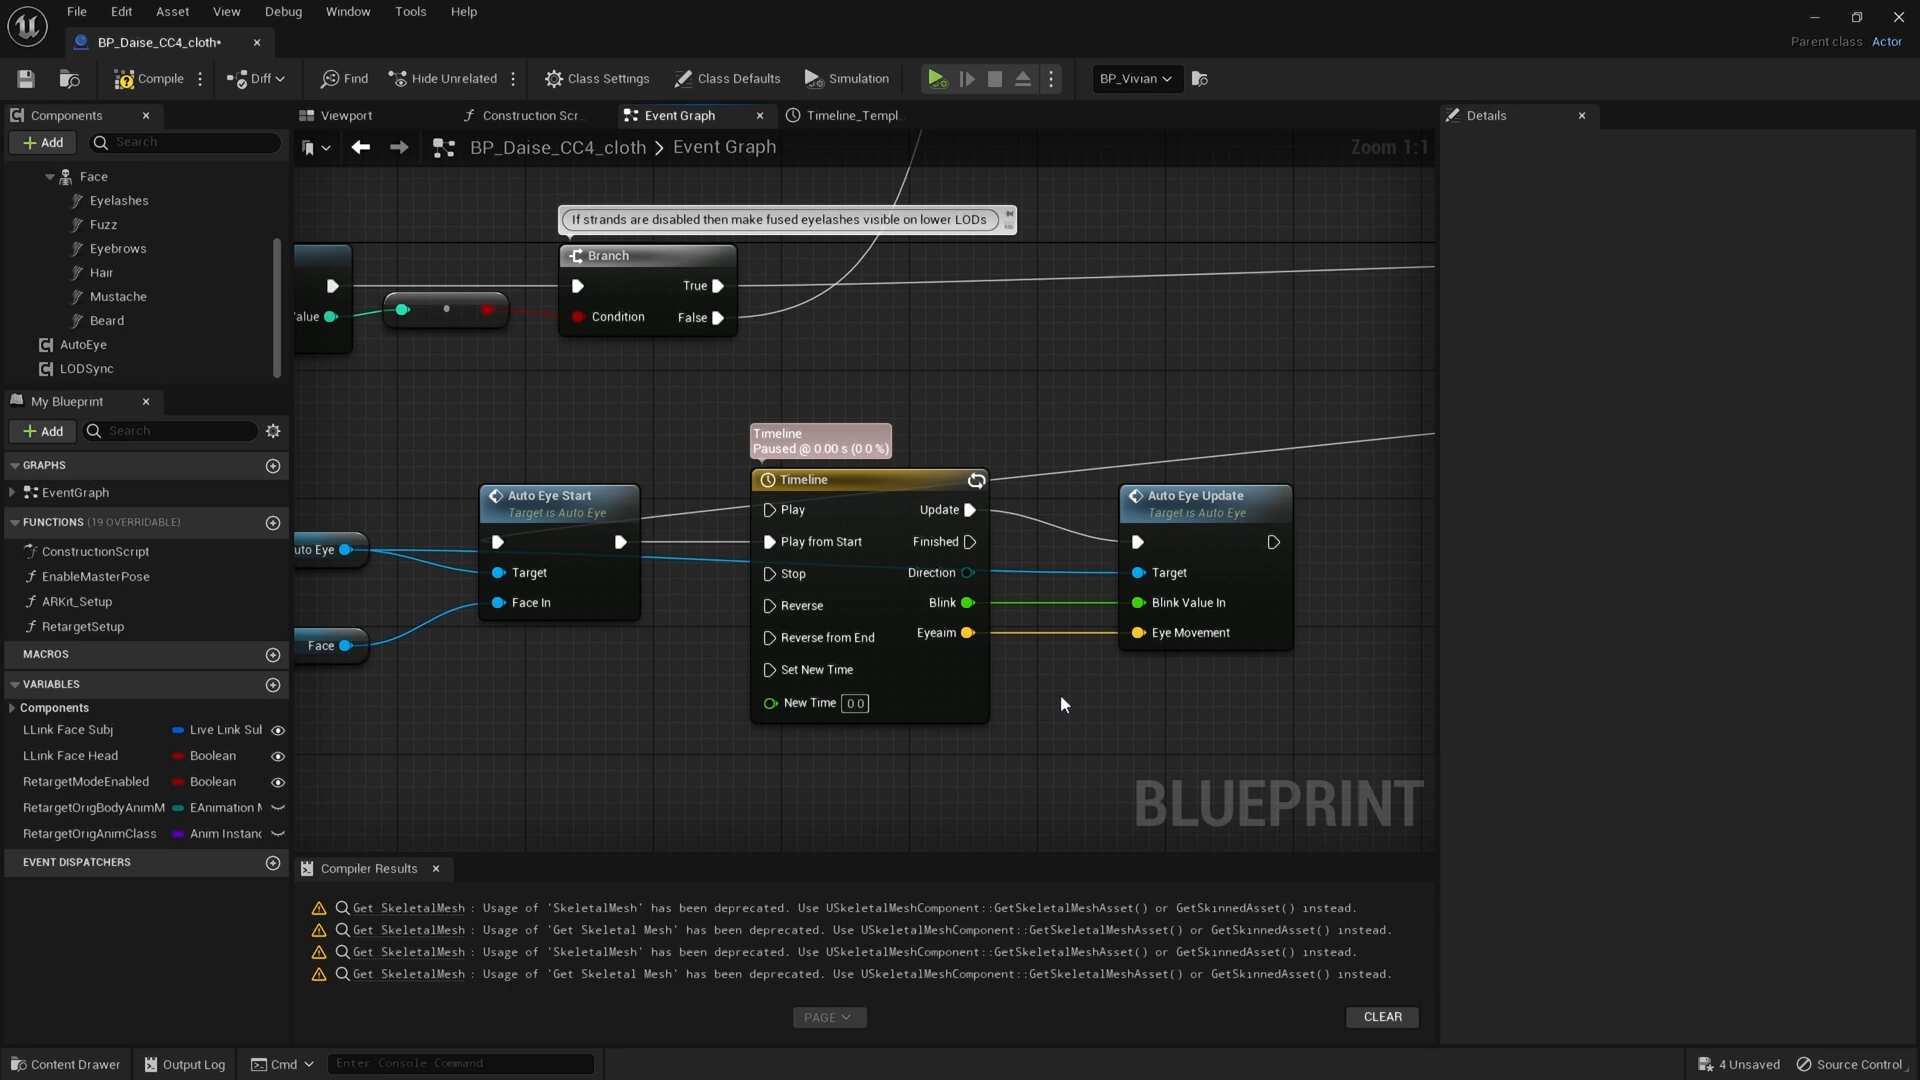 File Edit Asset View Debug Window Tools Help
BP_Daise_CC4_cloth•
Parent class Actor
Compile Diff Find Hide Unrelated Class Settings Class Defaults Simulation BP_Vivian
Components
Viewport Construction Scr Event Graph Timeline_Templ
Details
Add Search
BP_Daise_CC4_cloth > Event Graph
Zoom 1:1
Face
Eyelashes
Fuzz
Eyebrows
Hair
Mustache
Beard
AutoEye
LODSync
If strands are disabled then make fused eyelashes visible on lower LODs
Branch
True
alue
Condition False
My Blueprint
Add Search
GRAPHS
EventGraph
FUNCTIONS (19 OVERRIDABLE)
ConstructionScript
EnableMasterPose
ARKit_Setup
RetargetSetup
MACROS
VARIABLES
Components
LLink Face Subj Live Link Sul
LLink Face Head Boolean
RetargetModeEnabled Boolean
RetargetOrigBodyAnimM EAnimation
RetargetOrigAnimClass Anim Instanc
EVENT DISPATCHERS
Timeline
Paused @ 0.00 s (0.0 %)
uto Eye
Face
Auto Eye Start
Target is Auto Eye
Target
Face In
Timeline
Play Update
Play from Start Finished
Stop Direction
Reverse Blink
Reverse from End Eyeaim
Set New Time
New Time 0.0
Auto Eye Update
Target is Auto Eye
Target
Blink Value In
Eye Movement
BLUEPRINT
Compiler Results
Get SkeletalMesh : Usage of 'SkeletalMesh' has been deprecated. Use USkeletalMeshComponent::GetSkeletalMeshAsset() or GetSkinnedAsset() instead.
Get SkeletalMesh : Usage of 'Get Skeletal Mesh' has been deprecated. Use USkeletalMeshComponent::GetSkeletalMeshAsset() or GetSkinnedAsset() instead.
Get SkeletalMesh : Usage of 'SkeletalMesh' has been deprecated. Use USkeletalMeshComponent::GetSkeletalMeshAsset() or GetSkinnedAsset() instead.
Get SkeletalMesh : Usage of 'Get Skeletal Mesh' has been deprecated. Use USkeletalMeshComponent::GetSkeletalMeshAsset() or GetSkinnedAsset() instead.
PAGE
CLEAR
Content Drawer Output Log Cmd Enter Console Command 4 Unsaved Source Control